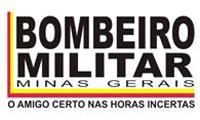 BOMBEIRO
MILITAR
MINAS GERAIS
O AMIGO CERTO NAS HORAS INCERTAS